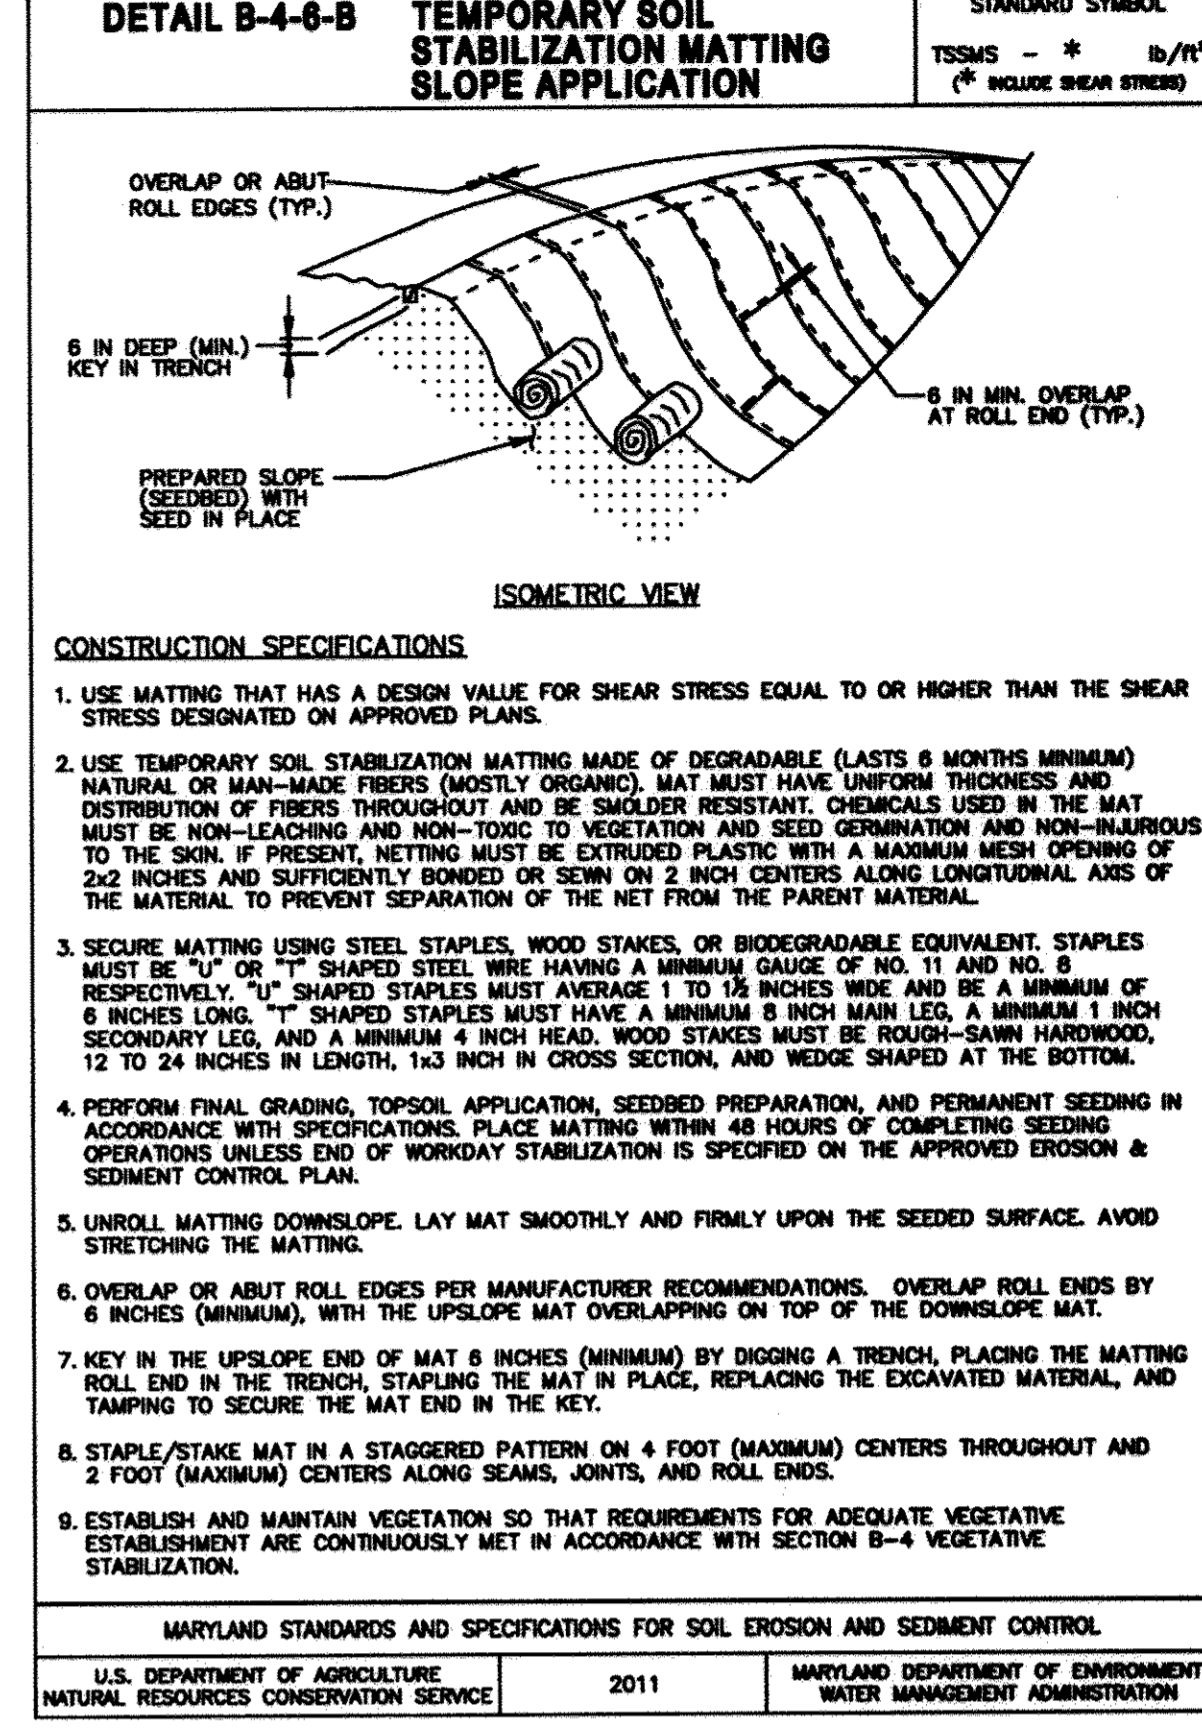 DETAIL B-4-6-B TEMPORARY SOIL
STABILIZATION MATTING
SLOPE APPLICATION
STANDARD SYMBOL
TSSMS - * lb/ft²
(* INCLUDE SHEAR STRESS)
OVERLAP OR ABUT
ROLL EDGES (TYP.)
6 IN DEEP (MIN.)
KEY IN TRENCH
6 IN MIN. OVERLAP
AT ROLL END (TYP.)
PREPARED SLOPE
(SEEDBED) WITH
SEED IN PLACE
ISOMETRIC VIEW
CONSTRUCTION SPECIFICATIONS
1. USE MATTING THAT HAS A DESIGN VALUE FOR SHEAR STRESS EQUAL TO OR HIGHER THAN THE SHEAR
STRESS DESIGNATED ON APPROVED PLANS.
2. USE TEMPORARY SOIL STABILIZATION MATTING MADE OF DEGRADABLE (LASTS 6 MONTHS MINIMUM)
NATURAL OR MAN-MADE FIBERS (MOSTLY ORGANIC). MAT MUST HAVE UNIFORM THICKNESS AND
DISTRIBUTION OF FIBERS THROUGHOUT AND BE SMOLDER RESISTANT. CHEMICALS USED IN THE MAT
MUST BE NON-LEACHING AND NON-TOXIC TO VEGETATION AND SEED GERMINATION AND NON-INJURIOUS
TO THE SKIN. IF PRESENT, NETTING MUST BE EXTRUDED PLASTIC WITH A MAXIMUM MESH OPENING OF
2x2 INCHES AND SUFFICIENTLY BONDED OR SEWN ON 2 INCH CENTERS ALONG LONGITUDINAL AXIS OF
THE MATERIAL TO PREVENT SEPARATION OF THE NET FROM THE PARENT MATERIAL.
3. SECURE MATTING USING STEEL STAPLES, WOOD STAKES, OR BIODEGRADABLE EQUIVALENT. STAPLES
MUST BE "U" OR "T" SHAPED STEEL WIRE HAVING A MINIMUM GAUGE OF NO. 11 AND NO. 8
RESPECTIVELY. "U" SHAPED STAPLES MUST AVERAGE 1 TO 1½ INCHES WIDE AND BE A MINIMUM OF
6 INCHES LONG. "T" SHAPED STAPLES MUST HAVE A MINIMUM 8 INCH MAIN LEG, A MINIMUM 1 INCH
SECONDARY LEG, AND A MINIMUM 4 INCH HEAD. WOOD STAKES MUST BE ROUGH-SAWN HARDWOOD,
12 TO 24 INCHES IN LENGTH, 1x3 INCH IN CROSS SECTION, AND WEDGE SHAPED AT THE BOTTOM.
4. PERFORM FINAL GRADING, TOPSOIL APPLICATION, SEEDBED PREPARATION, AND PERMANENT SEEDING IN
ACCORDANCE WITH SPECIFICATIONS. PLACE MATTING WITHIN 48 HOURS OF COMPLETING SEEDING
OPERATIONS UNLESS END OF WORKDAY STABILIZATION IS SPECIFIED ON THE APPROVED EROSION &
SEDIMENT CONTROL PLAN.
5. UNROLL MATTING DOWNSLOPE. LAY MAT SMOOTHLY AND FIRMLY UPON THE SEEDED SURFACE. AVOID
STRETCHING THE MATTING.
6. OVERLAP OR ABUT ROLL EDGES PER MANUFACTURER RECOMMENDATIONS. OVERLAP ROLL ENDS BY
6 INCHES (MINIMUM), WITH THE UPSLOPE MAT OVERLAPPING ON TOP OF THE DOWNSLOPE MAT.
7. KEY IN THE UPSLOPE END OF MAT 6 INCHES (MINIMUM) BY DIGGING A TRENCH, PLACING THE MATTING
ROLL END IN THE TRENCH, STAPLING THE MAT IN PLACE, REPLACING THE EXCAVATED MATERIAL, AND
TAMPING TO SECURE THE MAT END IN THE KEY.
8. STAPLE/STAKE MAT IN A STAGGERED PATTERN ON 4 FOOT (MAXIMUM) CENTERS THROUGHOUT AND
2 FOOT (MAXIMUM) CENTERS ALONG SEAMS, JOINTS, AND ROLL ENDS.
9. ESTABLISH AND MAINTAIN VEGETATION SO THAT REQUIREMENTS FOR ADEQUATE VEGETATIVE
ESTABLISHMENT ARE CONTINUOUSLY MET IN ACCORDANCE WITH SECTION B-4 VEGETATIVE
STABILIZATION.
MARYLAND STANDARDS AND SPECIFICATIONS FOR SOIL EROSION AND SEDIMENT CONTROL
U.S. DEPARTMENT OF AGRICULTURE
NATURAL RESOURCES CONSERVATION SERVICE
2011
MARYLAND DEPARTMENT OF ENVIRONMENT
WATER MANAGEMENT ADMINISTRATION